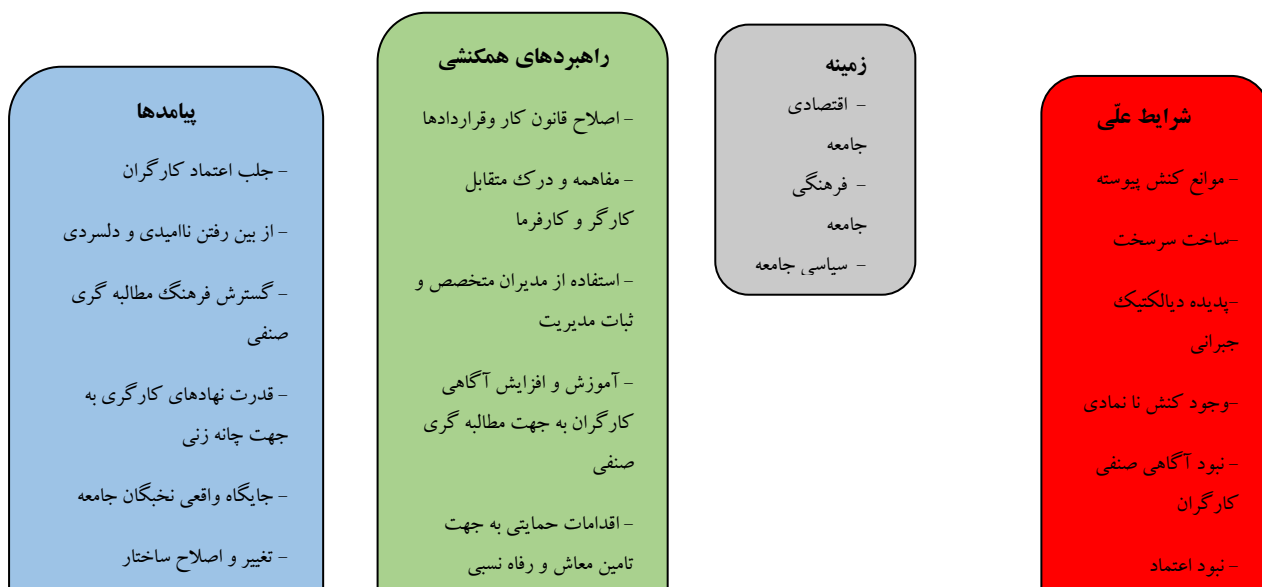 شرایط علّی
- موانع کنش پیوسته
-ساخت سرسخت
-پدیده دیالکتیک
جبرانی
-وجود کنش نا نمادی
- نبود آگاهی صنفی
کارگران
- نبود اعتماد
زمینه
- اقتصادی
جامعه
- فرهنگی
جامعه
- سیاسی جامعه
راهبردهای همکنشی
- اصلاح قانون کار وقراردادها
- مفاهمه و درک متقابل
کارگر و کارفرما
- استفاده از مدیران متخصص و
ثبات مدیریت
- آموزش و افزایش آگاهی
کارگران به جهت مطالبه گری
صنفی
- اقدامات حمایتی به جهت
تامین معاش و رفاه نسبی
پیامدها
- جلب اعتماد کارگران
- از بین رفتن ناامیدی و دلسردی
- گسترش فرهنگ مطالبه گری
صنفی
- قدرت نهادهای کارگری به
جهت چانه زنی
- جایگاه واقعی نخبگان جامعه
- تغییر و اصلاح ساختار